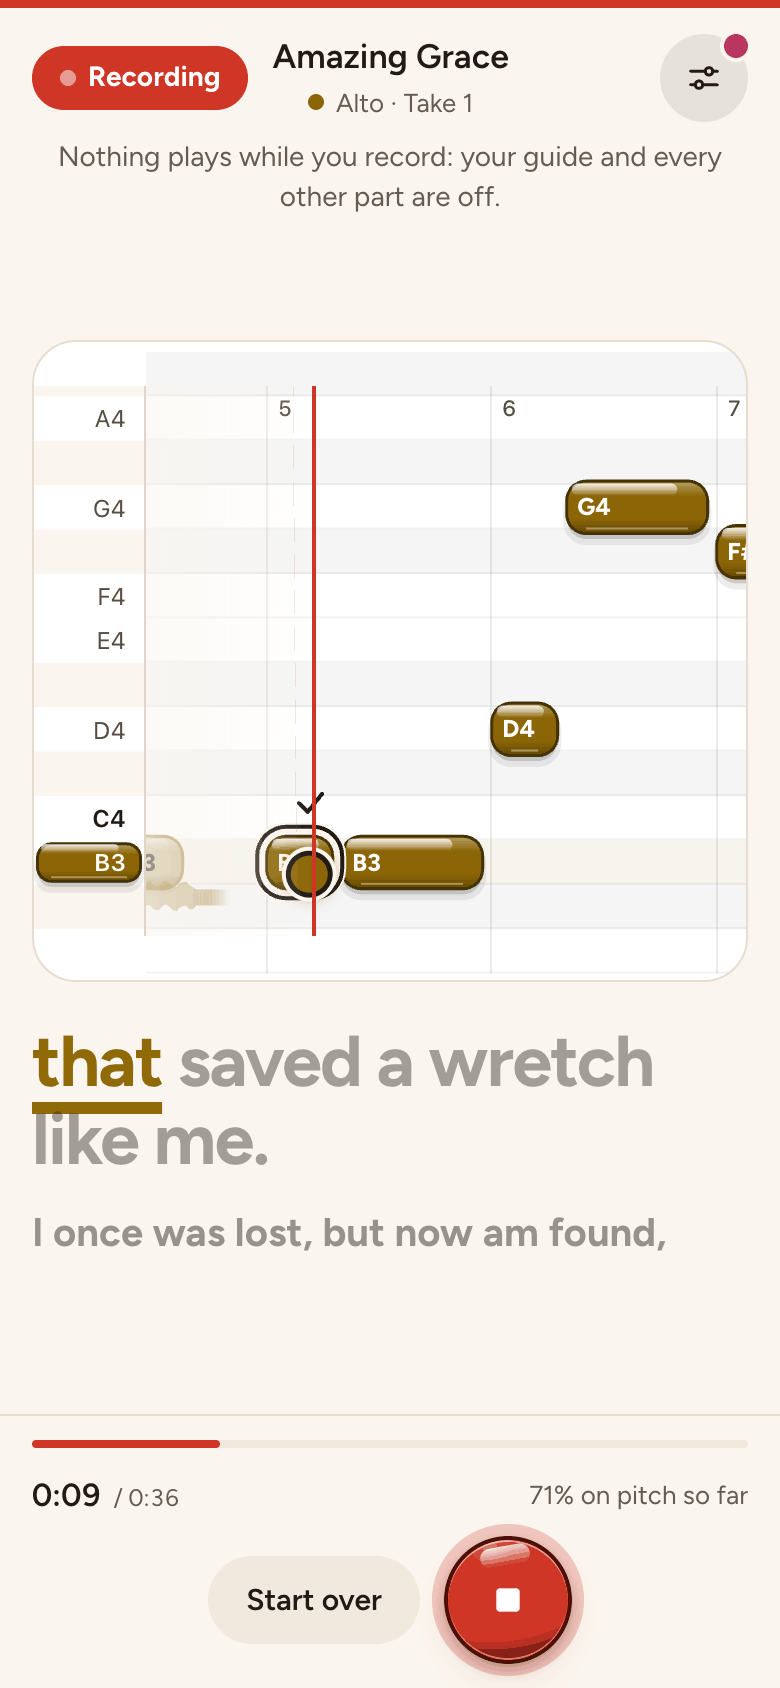 Recording
Amazing Grace
Alto · Take 1
Nothing plays while you record: your guide and every
other part are off.
5
6
7
A4
G4
G4
F4
E4
D4
D4
C4
B3
3
B3
that saved a wretch
like me.
I once was lost, but now am found,
0:09 / 0:36
71% on pitch so far
Start over